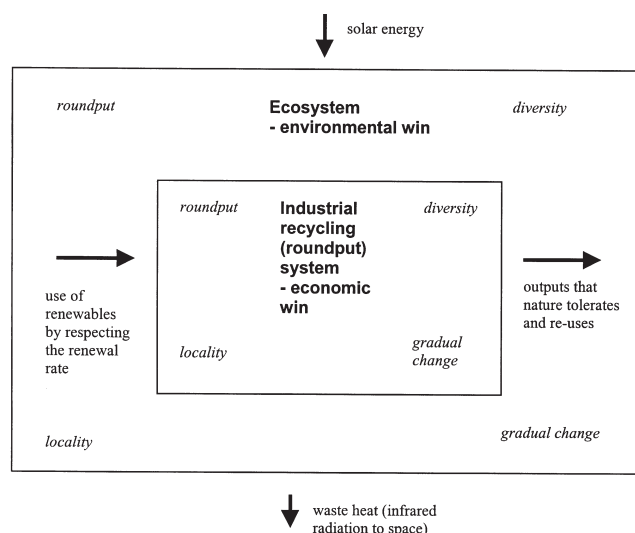 solar energy
roundput
Ecosystem
- environmental win
diversity
roundput
Industrial
recycling
(roundput)
system
- economic
win
diversity
use of
renewables
by respecting
the renewal
rate
outputs that
nature tolerates
and re-uses
locality
gradual
change
locality
gradual change
waste heat (infrared
radiation to space)